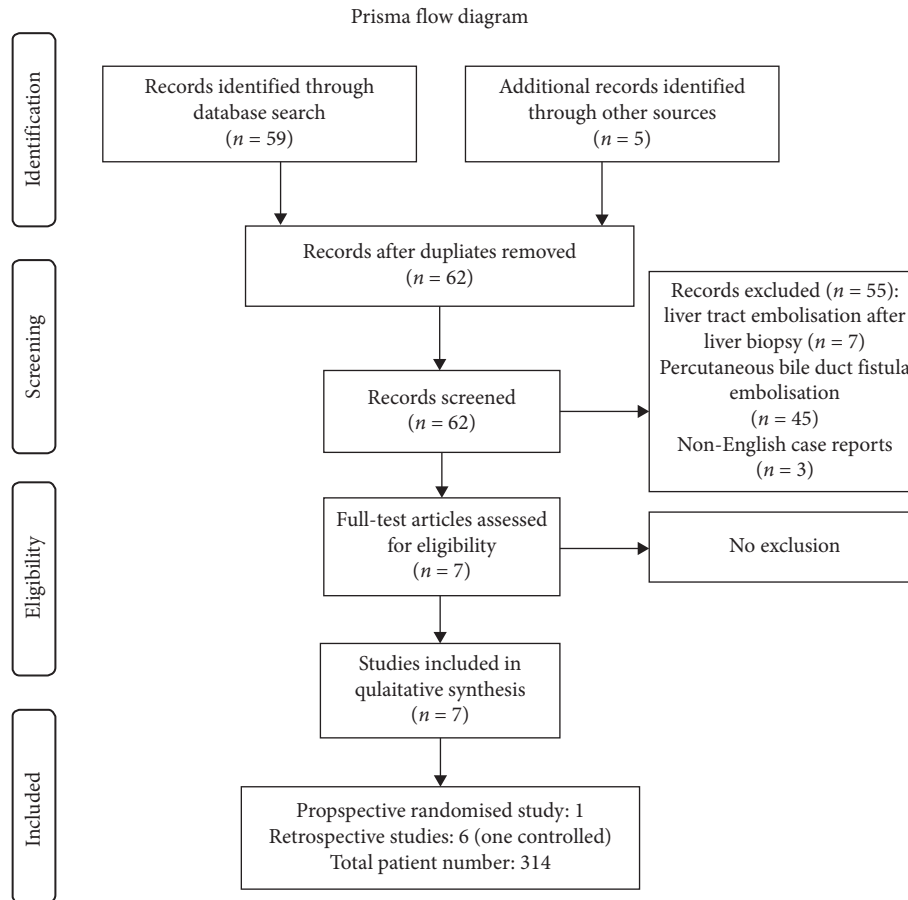 Prisma flow diagram
Identification
Records identified through
database search
(n = 59)
Additional records identified
through other sources
(n = 5)
Records after dupliates removed
(n = 62)
Screening
Records screened
(n = 62)
Records excluded (n = 55):
liver tract embolisation after
liver biopsy (n = 7)
Percutaneous bile duct fistula
embolisation
(n = 45)
Non-English case reports
(n = 3)
Eligibility
Full-test articles assessed
for eligibility
(n = 7)
No exclusion
Studies included in
qulaitative synthesis
(n = 7)
Included
Propspective randomised study: 1
Retrospective studies: 6 (one controlled)
Total patient number: 314